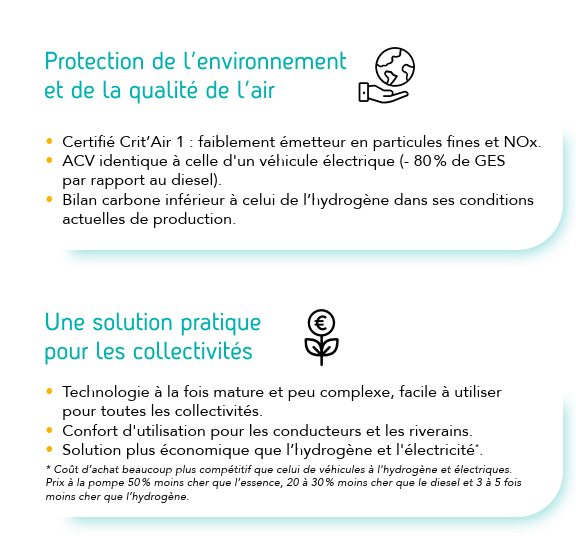 Protection de l'environnement
et de la qualité de l'air
• Certifié Crit'Air 1 : faiblement émetteur en particules fines et NOx.
• ACV identique à celle d'un véhicule électrique (- 80 % de GES
par rapport au diesel).
• Bilan carbone inférieur à celui de l'hydrogène dans ses conditions
actuelles de production.
Une solution pratique
pour les collectivités
€
• Technologie à la fois mature et peu complexe, facile à utiliser
pour toutes les collectivités.
• Confort d'utilisation pour les conducteurs et les riverains.
• Solution plus économique que l'hydrogène et l'électricité*.
* Coût d'achat beaucoup plus compétitif que celui de véhicules à l'hydrogène et électriques.
Prix à la pompe 50 % moins cher que l'essence, 20 à 30 % moins cher que le diesel et 3 à 5 fois
moins cher que l'hydrogène.